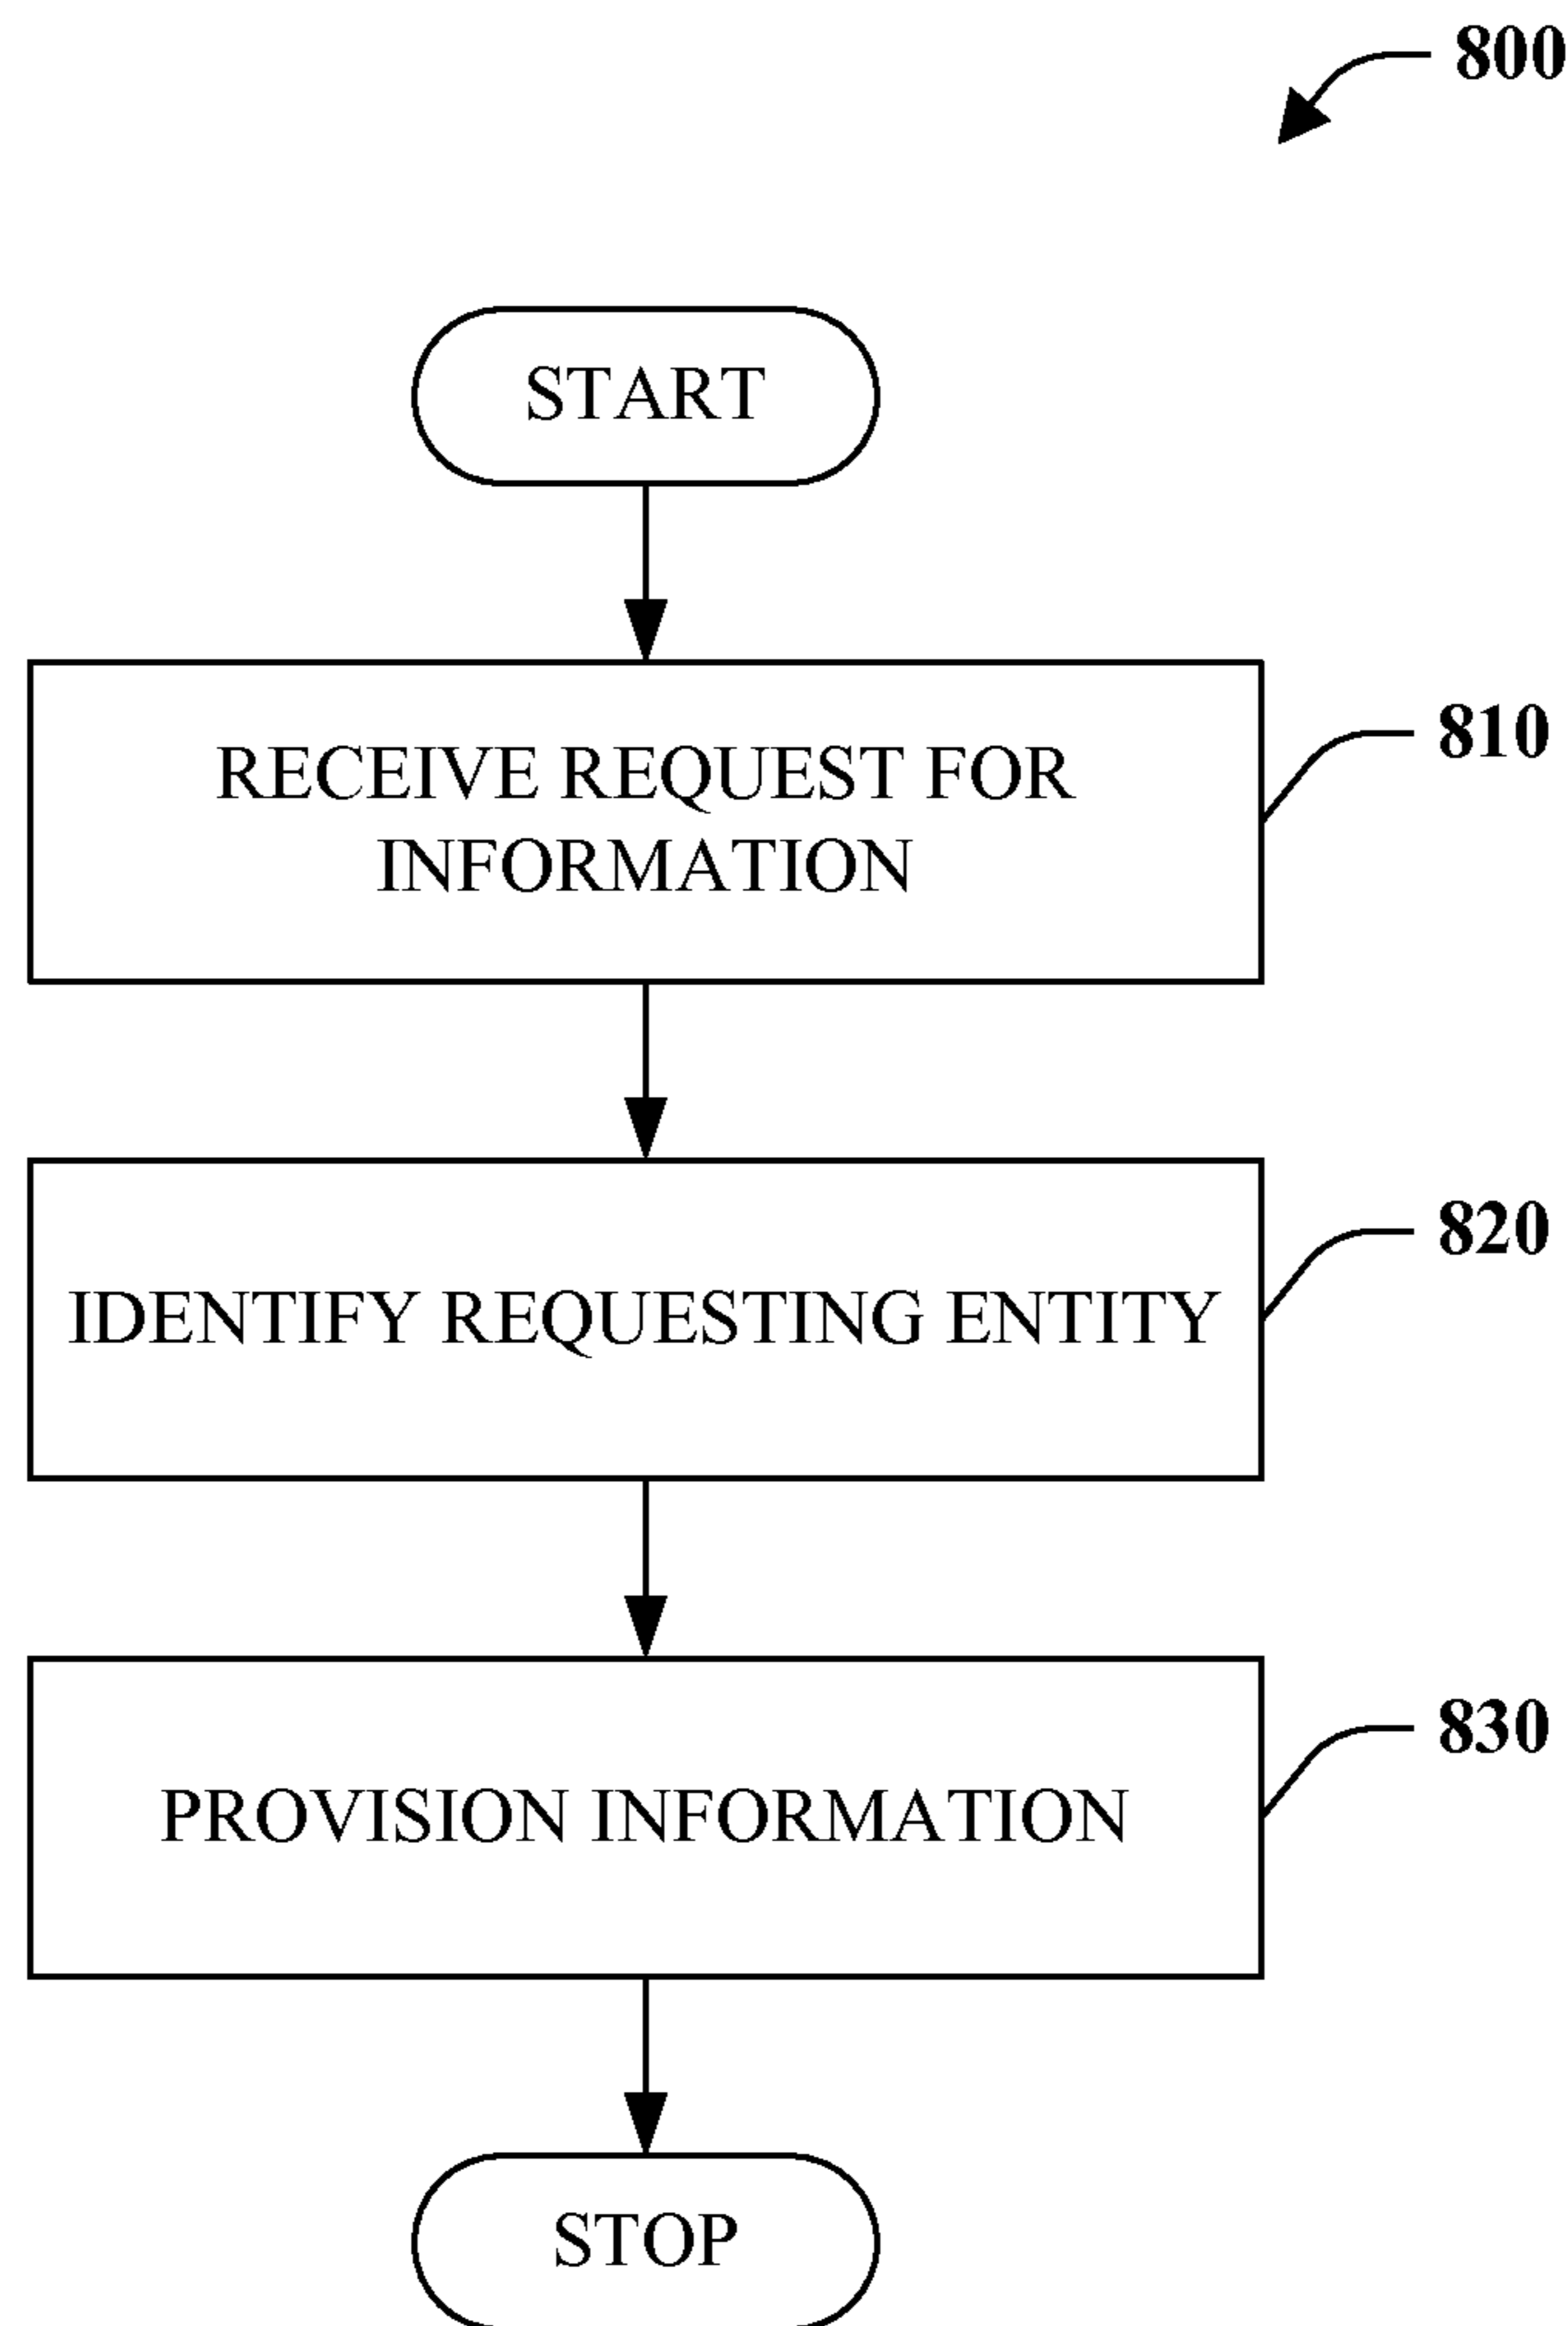 800
START
RECEIVE REQUEST FOR
INFORMATION
810
IDENTIFY REQUESTING ENTITY
820
PROVISION INFORMATION
830
STOP